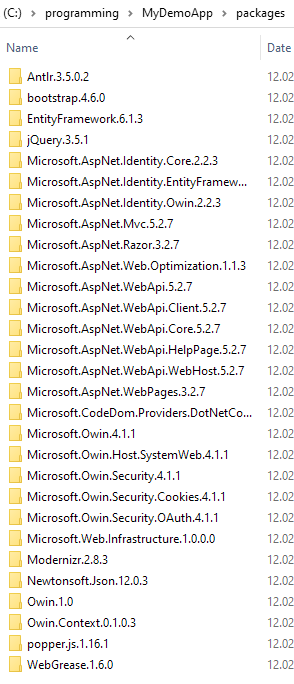 (C:) > programming > MyDemoApp > packages
Name Date
Antlr.3.5.0.2 12.02
bootstrap.4.6.0 12.02
EntityFramework.6.1.3 12.02
jQuery.3.5.1 12.02
Microsoft.AspNet.Identity.Core.2.2.3 12.02
Microsoft.AspNet.Identity.EntityFramew... 12.02
Microsoft.AspNet.Identity.Owin.2.2.3 12.02
Microsoft.AspNet.Mvc.5.2.7 12.02
Microsoft.AspNet.Razor.3.2.7 12.02
Microsoft.AspNet.Web.Optimization.1.1.3 12.02
Microsoft.AspNet.WebApi.5.2.7 12.02
Microsoft.AspNet.WebApi.Client.5.2.7 12.02
Microsoft.AspNet.WebApi.Core.5.2.7 12.02
Microsoft.AspNet.WebApi.HelpPage.5.2.7 12.02
Microsoft.AspNet.WebApi.WebHost.5.2.7 12.02
Microsoft.AspNet.WebPages.3.2.7 12.02
Microsoft.CodeDom.Providers.DotNetCo... 12.02
Microsoft.Owin.4.1.1 12.02
Microsoft.Owin.Host.SystemWeb.4.1.1 12.02
Microsoft.Owin.Security.4.1.1 12.02
Microsoft.Owin.Security.Cookies.4.1.1 12.02
Microsoft.Owin.Security.OAuth.4.1.1 12.02
Microsoft.Web.Infrastructure.1.0.0.0 12.02
Modernizr.2.8.3 12.02
Newtonsoft.Json.12.0.3 12.02
Owin.1.0 12.02
Owin.Context.0.1.0.3 12.02
popper.js.1.16.1 12.02
WebGrease.1.6.0 12.02